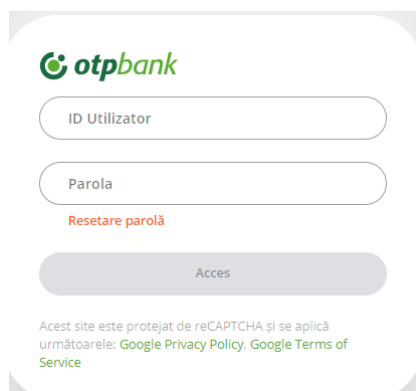 otpbank
ID Utilizator
Parola
Resetare parolă
Acces
Acest site este protejat de reCAPTCHA și se aplică
următoarele: Google Privacy Policy, Google Terms of
Service